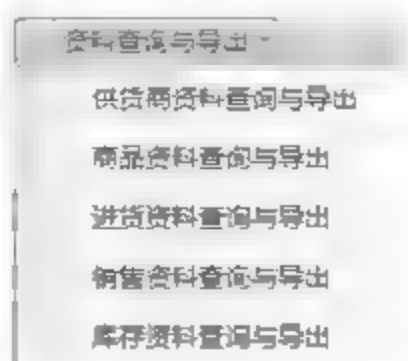 资料查询与导出
供货商资料查询与导出
商品资料查询与导出
进货资料查询与导出
销售资料查询与导出
库存资料查询与导出